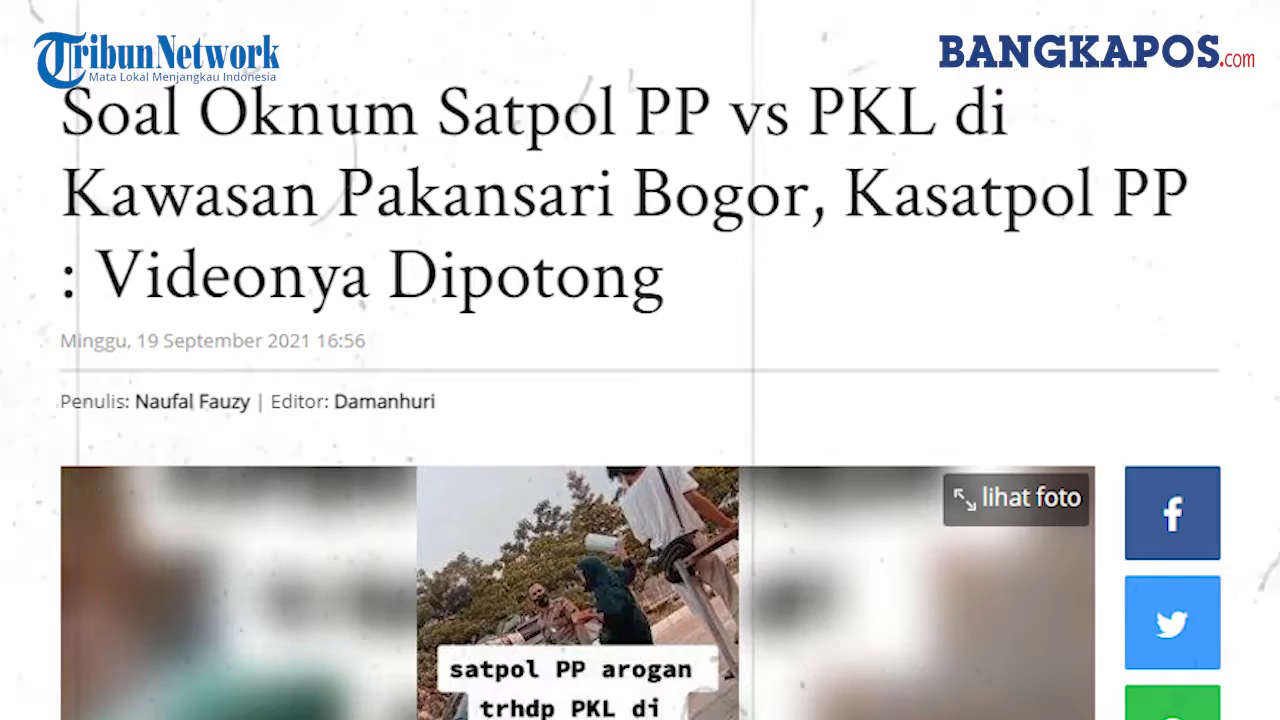 TribunNetwork
Mata Lokal Menjangkau Indonesia
BANGKAPOS.com
Soal Oknum Satpol PP vs PKL di
Kawasan Pakansari Bogor, Kasatpol PP
: Videonya Dipotong
Minggu, 19 September 2021 16:56
Penulis: Naufal Fauzy | Editor: Damanhuri
lihat foto
satpol PP arogan
trhdp PKL di